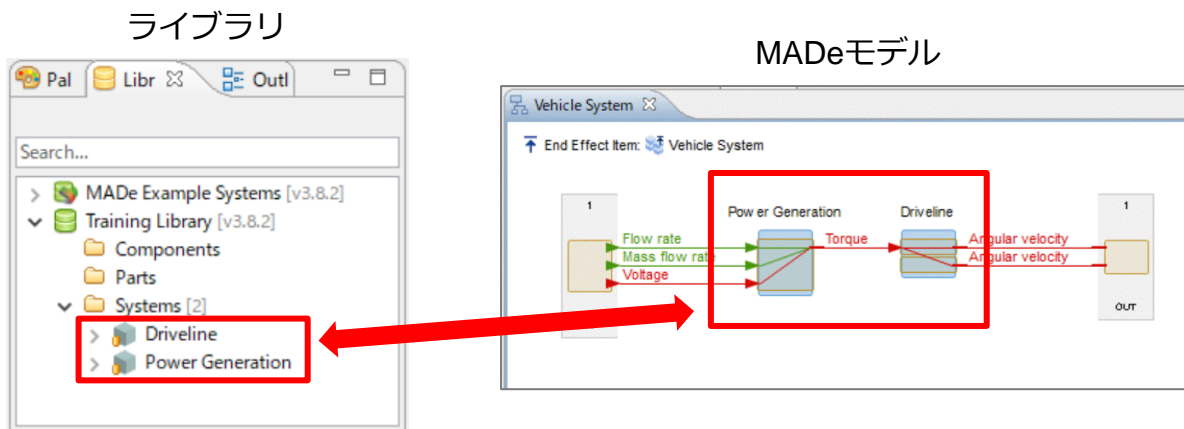 ライブラリ
Pal
Libr
Outl
Search...
MADe Example Systems [v3.8.2]
Training Library [v3.8.2]
Components
Parts
Systems [2]
Driveline
Power Generation
MADeモデル
Vehicle System
End Effect Item: Vehicle System
1
Power Generation
Driveline
1
Flow rate
Mass flow rate
Voltage
Torque
Angular velocity
Angular velocity
OUT